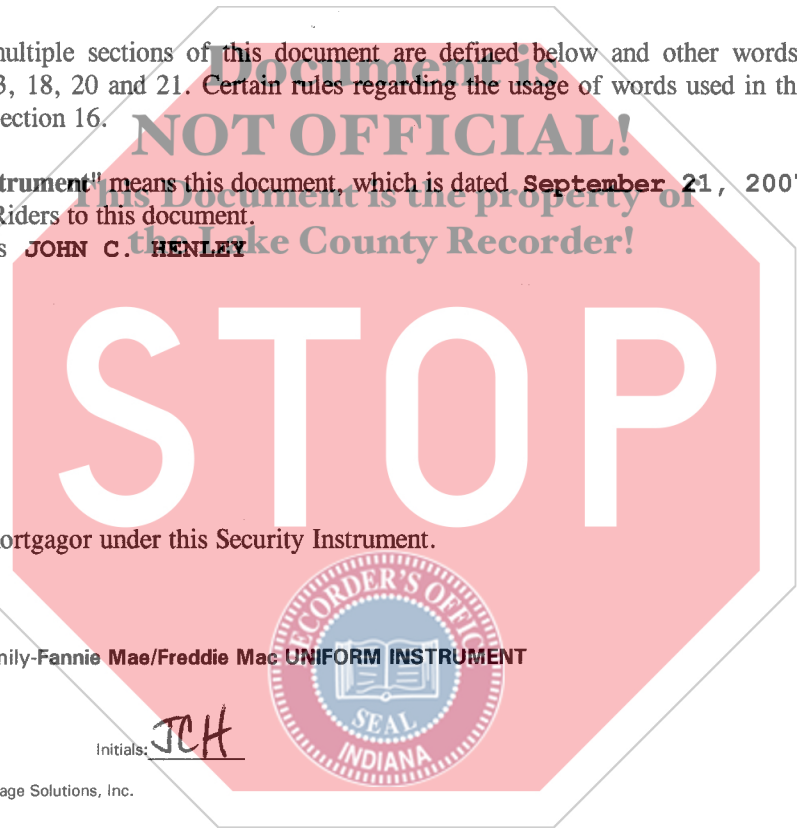 multiple sections of this document are defined below and other words
3, 18, 20 and 21. Certain rules regarding the usage of words used in th
ection 16.
Document is
NOT OFFICIAL!
This Document is the property of
the Lake County Recorder!
trument" means this document, which is dated September 21, 2007
Riders to this document.
s JOHN C. HENLEY
STOP
ortgagor under this Security Instrument.
RECORDER'S OFFICE
SEAL
INDIANA
nily-Fannie Mae/Freddie Mac UNIFORM INSTRUMENT
Initials: JCH
age Solutions, Inc.